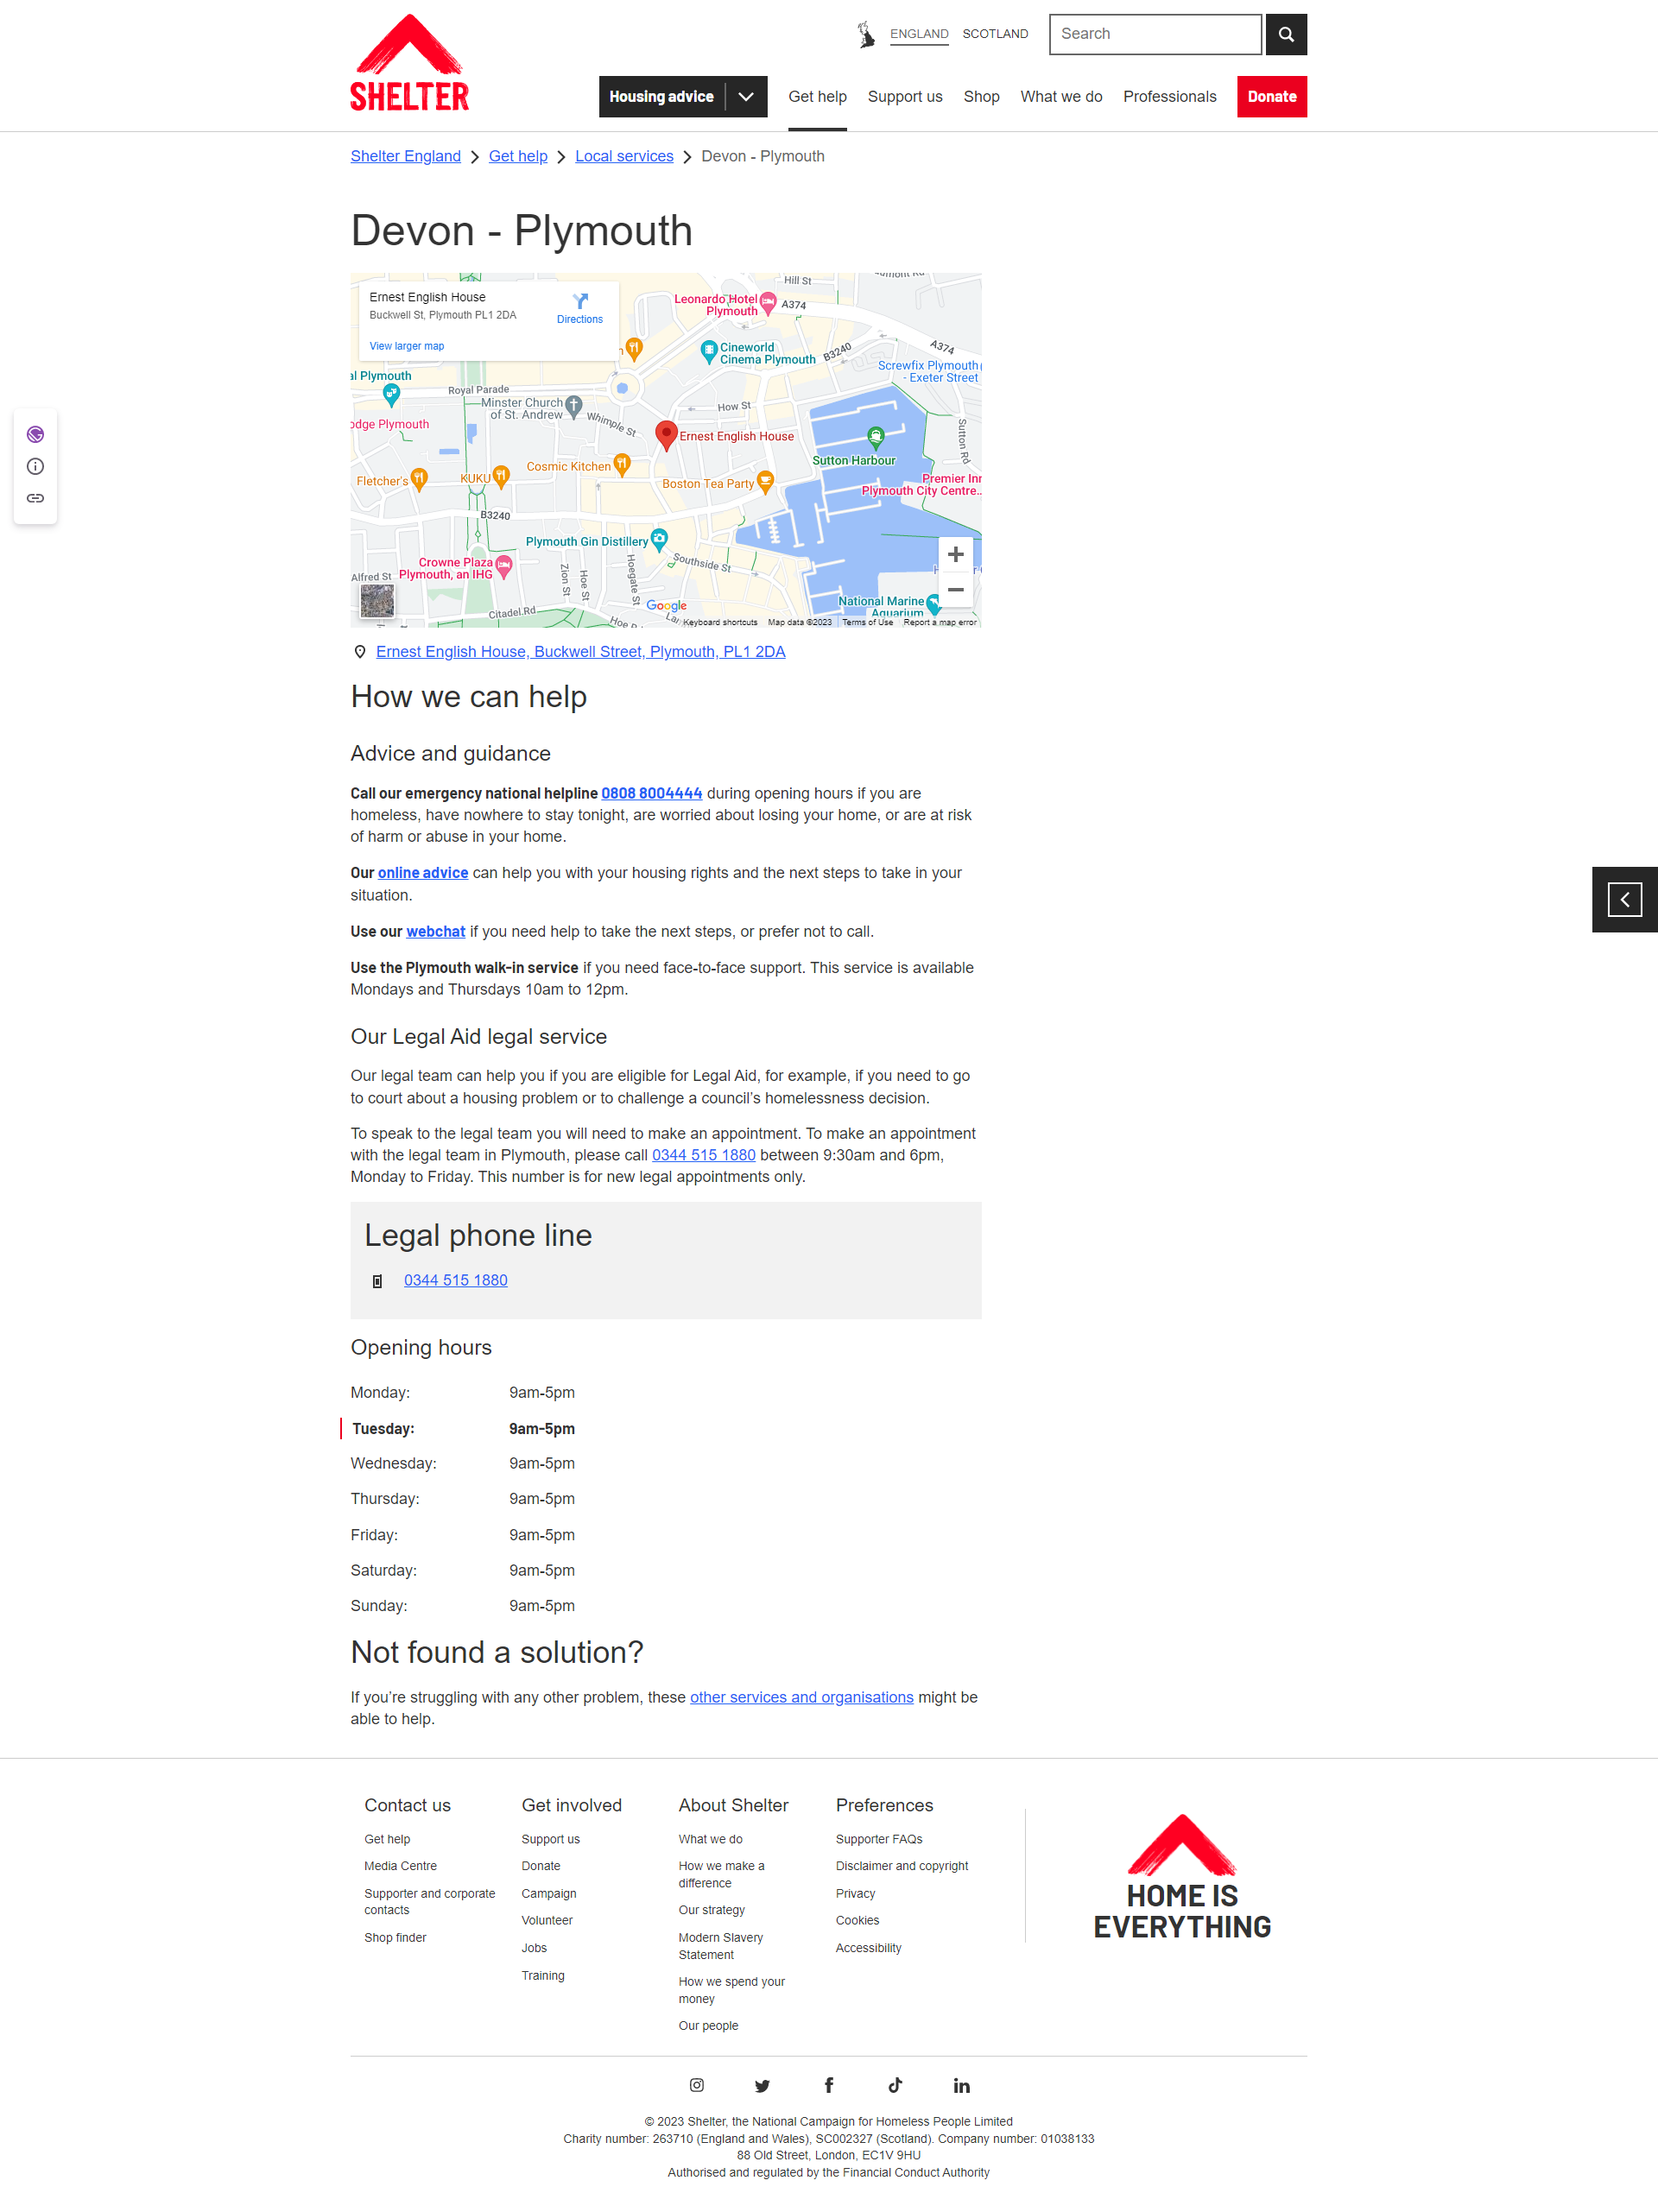 SHELTER
ENGLAND
SCOTLAND
Search
Housing advice
Get help
Support us
Shop
What we do
Professionals
Donate
Shelter England
Get help
Local services
Devon - Plymouth
Devon - Plymouth
Ernest English House
Buckwell St, Plymouth PL1 2DA
Directions
View larger map
Hill St
Leonardo Hotel
Plymouth
A374
Cineworld
Cinema Plymouth
B3240
A374
Screwfix Plymouth
- Exeter Street
al Plymouth
Royal Parade
Minster Church
of St. Andrew
Whimple St
How St
odge Plymouth
Ernest English House
Sutton Rd
Sutton Harbour
Cosmic Kitchen
Fletcher's
KUKU
Boston Tea Party
Premier Inn
Plymouth City Centre...
B3240
Plymouth Gin Distillery
Southside St
Crowne Plaza
Plymouth, an IHG
Alfred St
Zion St
Hoe St
Hoegate St
Citadel Rd
Google
National Marine
Aquarium
Keyboard shortcuts
Map data ©2023
Terms of Use
Report a map error
Ernest English House, Buckwell Street, Plymouth, PL1 2DA
How we can help
Advice and guidance
Call our emergency national helpline 0808 8004444 during opening hours if you are
homeless, have nowhere to stay tonight, are worried about losing your home, or are at risk
of harm or abuse in your home.
Our online advice can help you with your housing rights and the next steps to take in your
situation.
Use our webchat if you need help to take the next steps, or prefer not to call.
Use the Plymouth walk-in service if you need face-to-face support. This service is available
Mondays and Thursdays 10am to 12pm.
Our Legal Aid legal service
Our legal team can help you if you are eligible for Legal Aid, for example, if you need to go
to court about a housing problem or to challenge a council’s homelessness decision.
To speak to the legal team you will need to make an appointment. To make an appointment
with the legal team in Plymouth, please call 0344 515 1880 between 9:30am and 6pm,
Monday to Friday. This number is for new legal appointments only.
Legal phone line
0344 515 1880
Opening hours
Monday: 9am-5pm
Tuesday: 9am-5pm
Wednesday: 9am-5pm
Thursday: 9am-5pm
Friday: 9am-5pm
Saturday: 9am-5pm
Sunday: 9am-5pm
Not found a solution?
If you’re struggling with any other problem, these other services and organisations might be
able to help.
Contact us
Get help
Media Centre
Supporter and corporate
contacts
Shop finder
Get involved
Support us
Donate
Campaign
Volunteer
Jobs
Training
About Shelter
What we do
How we make a
difference
Our strategy
Modern Slavery
Statement
How we spend your
money
Our people
Preferences
Supporter FAQs
Disclaimer and copyright
Privacy
Cookies
Accessibility
HOME IS
EVERYTHING
© 2023 Shelter, the National Campaign for Homeless People Limited
Charity number: 263710 (England and Wales), SC002327 (Scotland). Company number: 01038133
88 Old Street, London, EC1V 9HU
Authorised and regulated by the Financial Conduct Authority